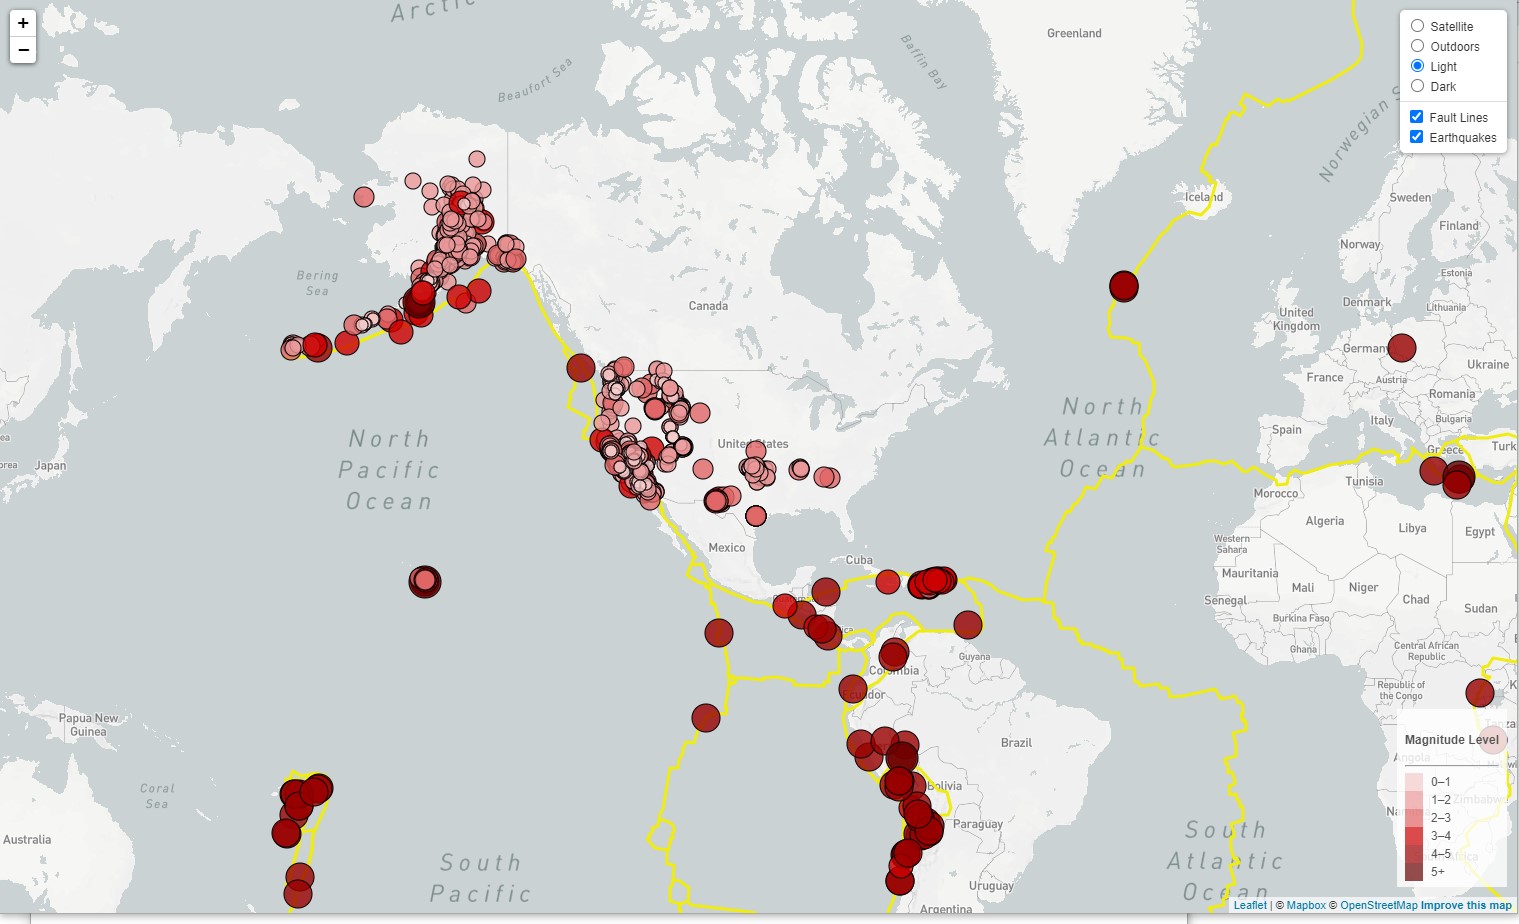 Arctic
+
−
Greenland
Satellite
Outdoors
Light
Dark
Fault Lines
Earthquakes
Beaufort Sea
Baffin Bay
Norwegian S
Iceland
Sweden
Finland
Norway
Estonia
Bering
Sea
Canada
Denmark
Lithuania
United
Kingdom
German
Ukraine
France
Austria
Romania
Italy
Bulgaria
North
Pacific
Ocean
North
Atlantic
Ocean
United States
Spain
Greece
Turk
Japan
Morocco
Tunisia
Algeria
Libya
Egypt
Mexico
Cuba
Western
Sahara
Mauritania
Mali
Niger
Chad
Sudan
Senegal
Burkina Faso
Ghana
Central African
Republic
Guyana
Colombia
Ecuador
Republic of
the Congo
Papua New
Guinea
Brazil
Tanza
Magnitude Level
Angola
Malawi
Coral
Sea
Bolivia
0–1
1–2
Zimbabwe
2–3
3–4
4–5
5+
Paraguay
Australia
South
Atlantic
Ocean
South
Pacific
Uruguay
Argentina
Leaflet | © Mapbox © OpenStreetMap Improve this map